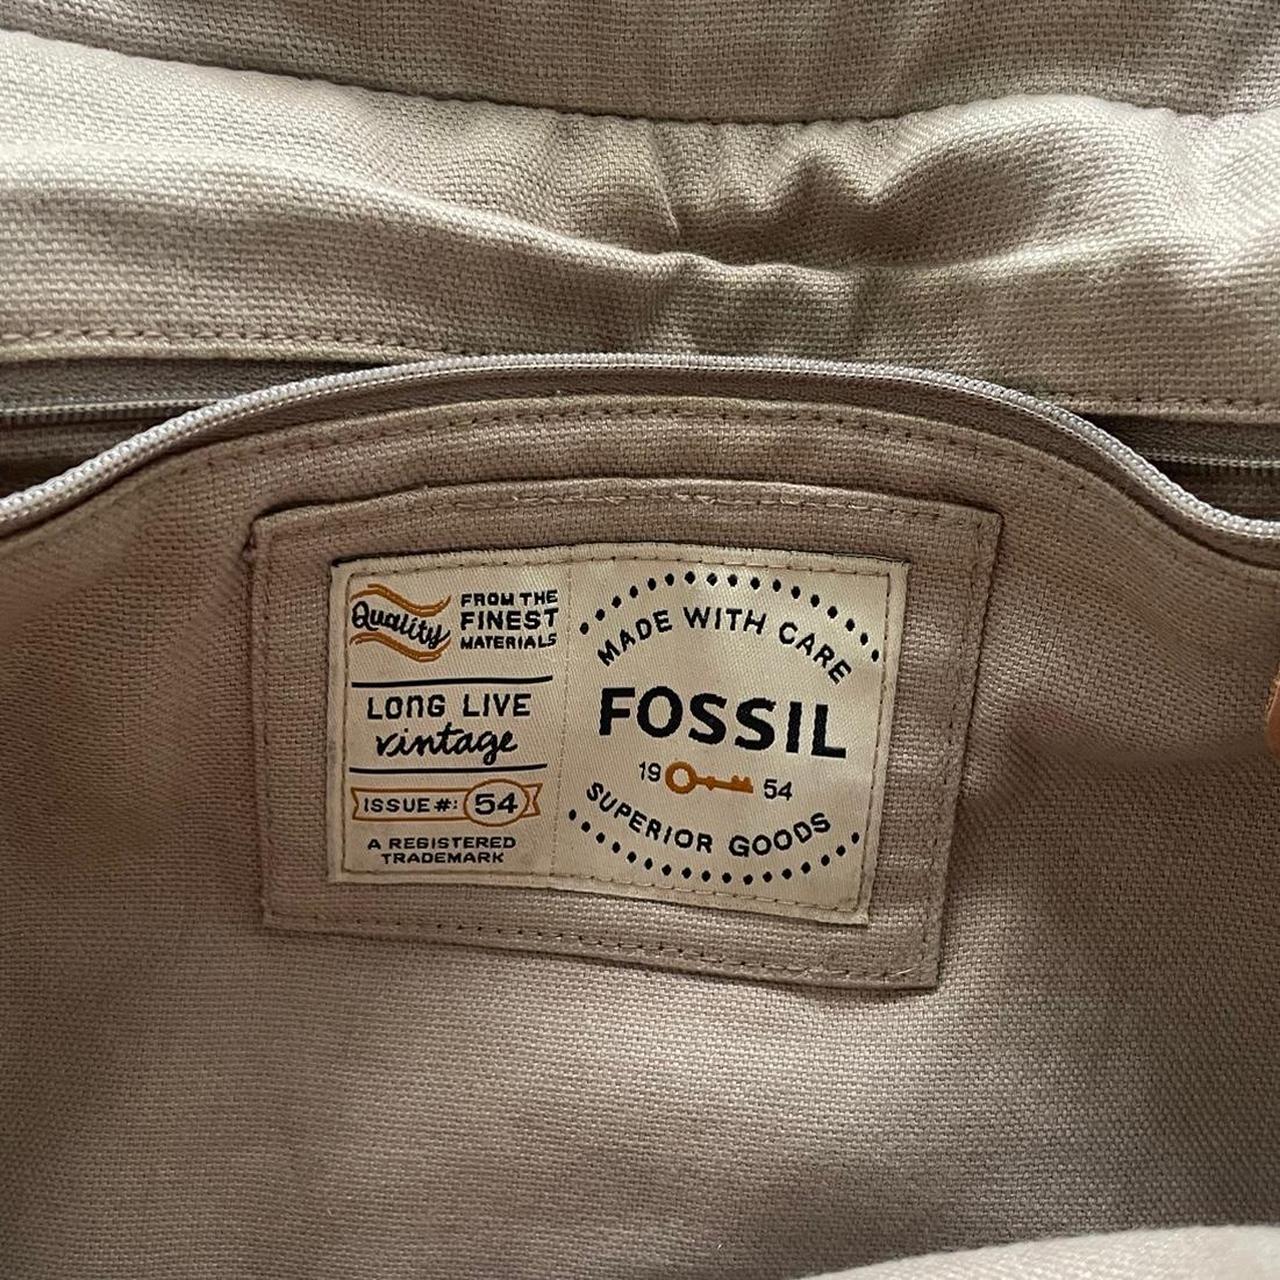 Quality
FROM THE
FINEST
MATERIALS
LONG LIVE
vintage
ISSUE #: 54
A REGISTERED
TRADEMARK
MADE WITH CARE
FOSSIL
19 54
SUPERIOR GOODS